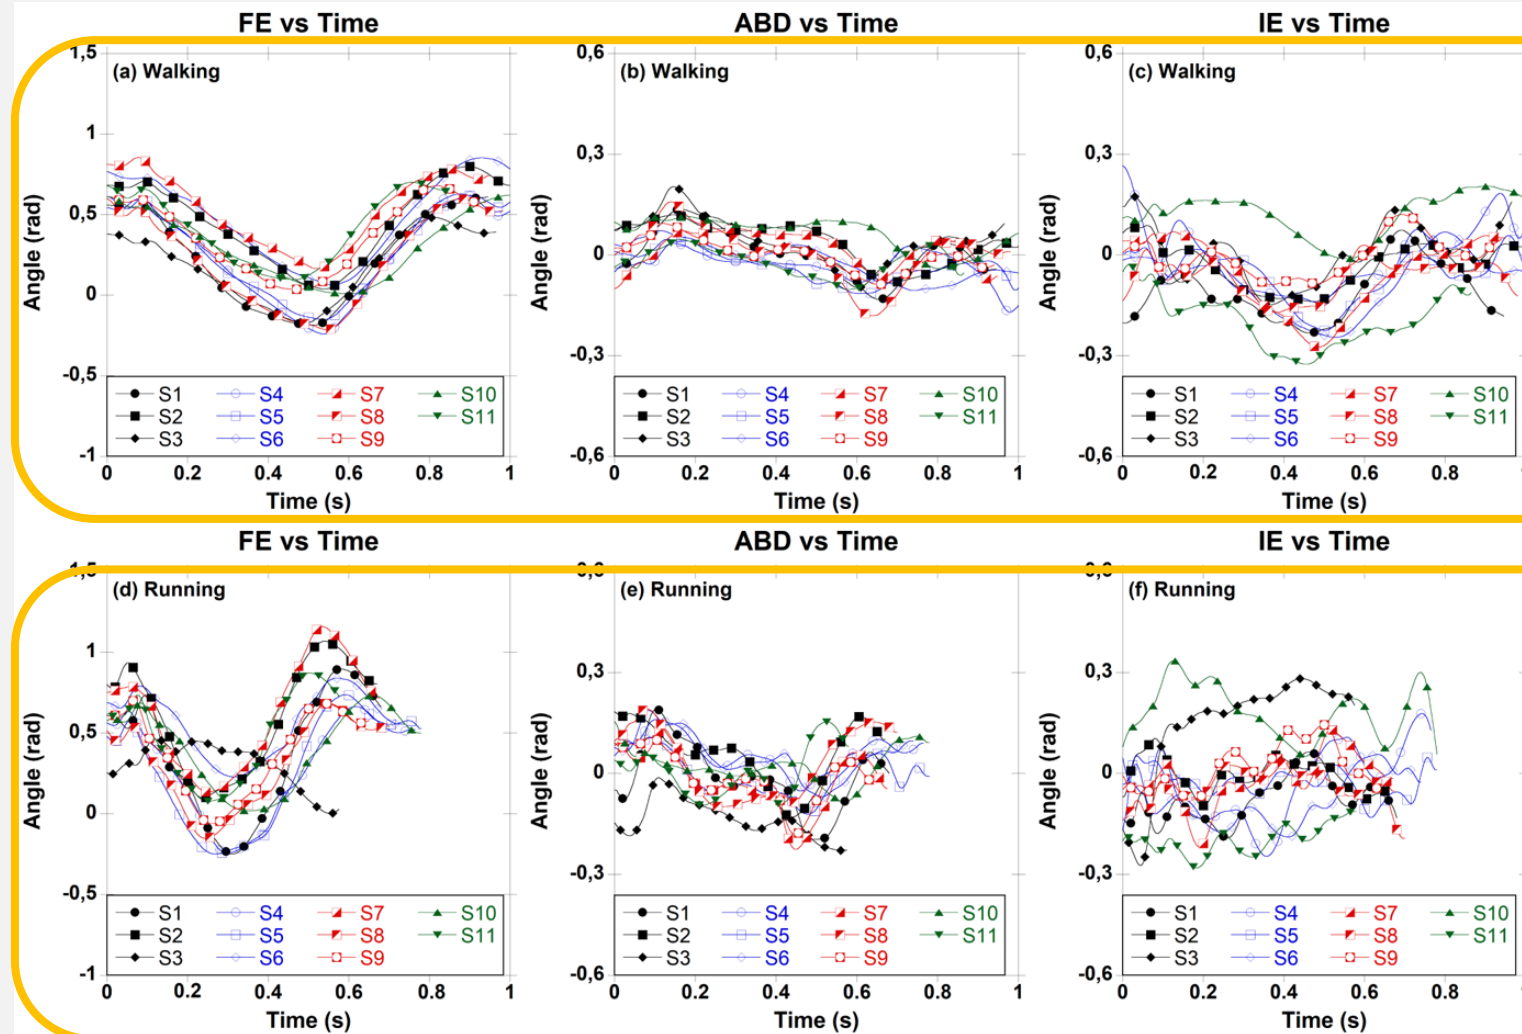 FE vs Time
ABD vs Time
IE vs Time
1,5
1
0,5
0
-0,5
-1
Angle (rad)
(a) Walking
S1
S2
S3
S4
S5
S6
S7
S8
S9
S10
S11
0
0.2
0.4
0.6
0.8
1
Time (s)
0,6
0,3
0
-0,3
-0,6
Angle (rad)
(b) Walking
S1
S2
S3
S4
S5
S6
S7
S8
S9
S10
S11
0
0.2
0.4
0.6
0.8
1
Time (s)
0,6
0,3
0
-0,3
-0,6
Angle (rad)
(c) Walking
S1
S2
S3
S4
S5
S6
S7
S8
S9
S10
S11
0
0.2
0.4
0.6
0.8
Time (s)
FE vs Time
ABD vs Time
IE vs Time
1,5
1
0,5
0
-0,5
-1
Angle (rad)
(d) Running
S1
S2
S3
S4
S5
S6
S7
S8
S9
S10
S11
0
0.2
0.4
0.6
0.8
1
Time (s)
0,3
0
-0,3
-0,6
Angle (rad)
(e) Running
S1
S2
S3
S4
S5
S6
S7
S8
S9
S10
S11
0
0.2
0.4
0.6
0.8
1
Time (s)
0,3
0
-0,3
-0,6
Angle (rad)
(f) Running
S1
S2
S3
S4
S5
S6
S7
S8
S9
S10
S11
0
0.2
0.4
0.6
0.8
Time (s)